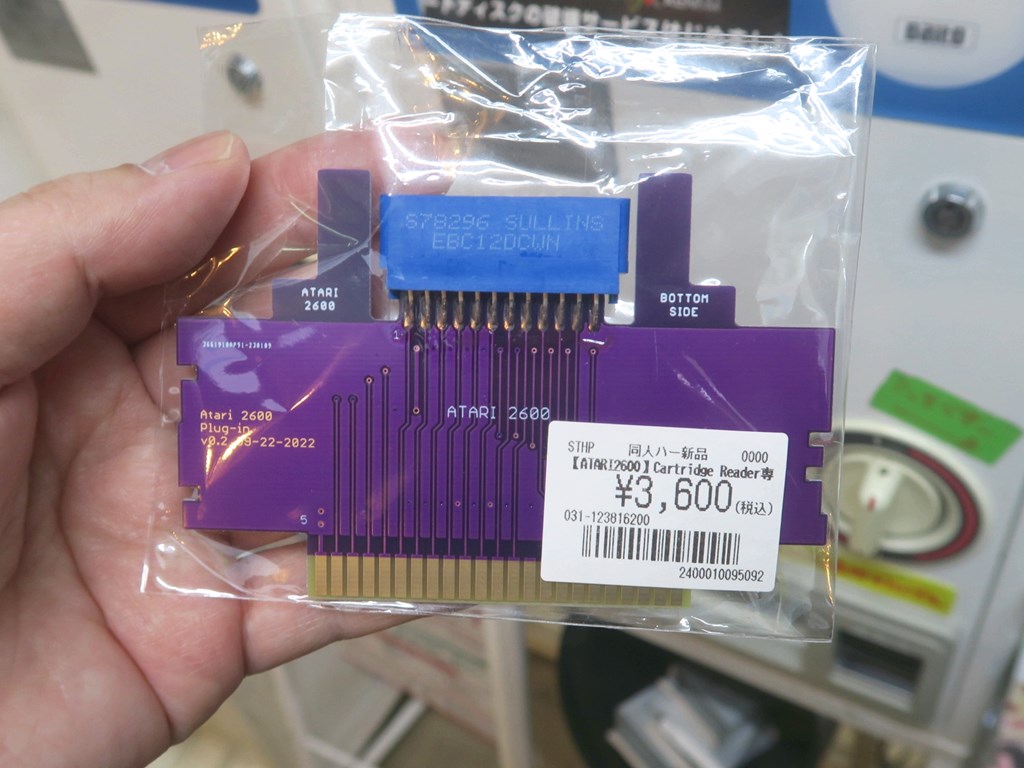 S78296 SULLINS
EBC12DCWN
ATARI
2600
BOTTOM
SIDE
1
Atari 2600
Plug-in
v0.2 09-22-2022
ATARI 2600
5
STHP 同人ハー新品 0000
【ATARI2600】Cartridge Reader専
¥3,600(税込)
031-123816200
2400010095092